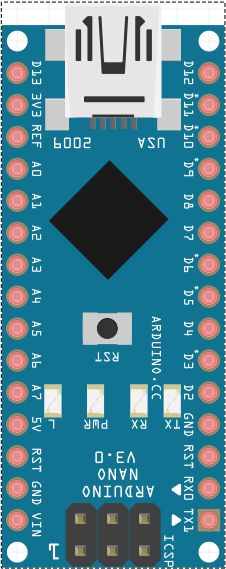 D13
3V3
REF
A0
A1
A2
A3
A4
A5
A6
A7
5V
RST
GND
VIN
D12
D11*
D10*
D9*
D8
D7
D6*
D5*
D4
D3*
D2
GND
RST
RX0
TX1
2009
USA
RST
ARDUINO.CC
L
PWR
RX
TX
V3.0
NANO
ARDUINO
1
ICSP